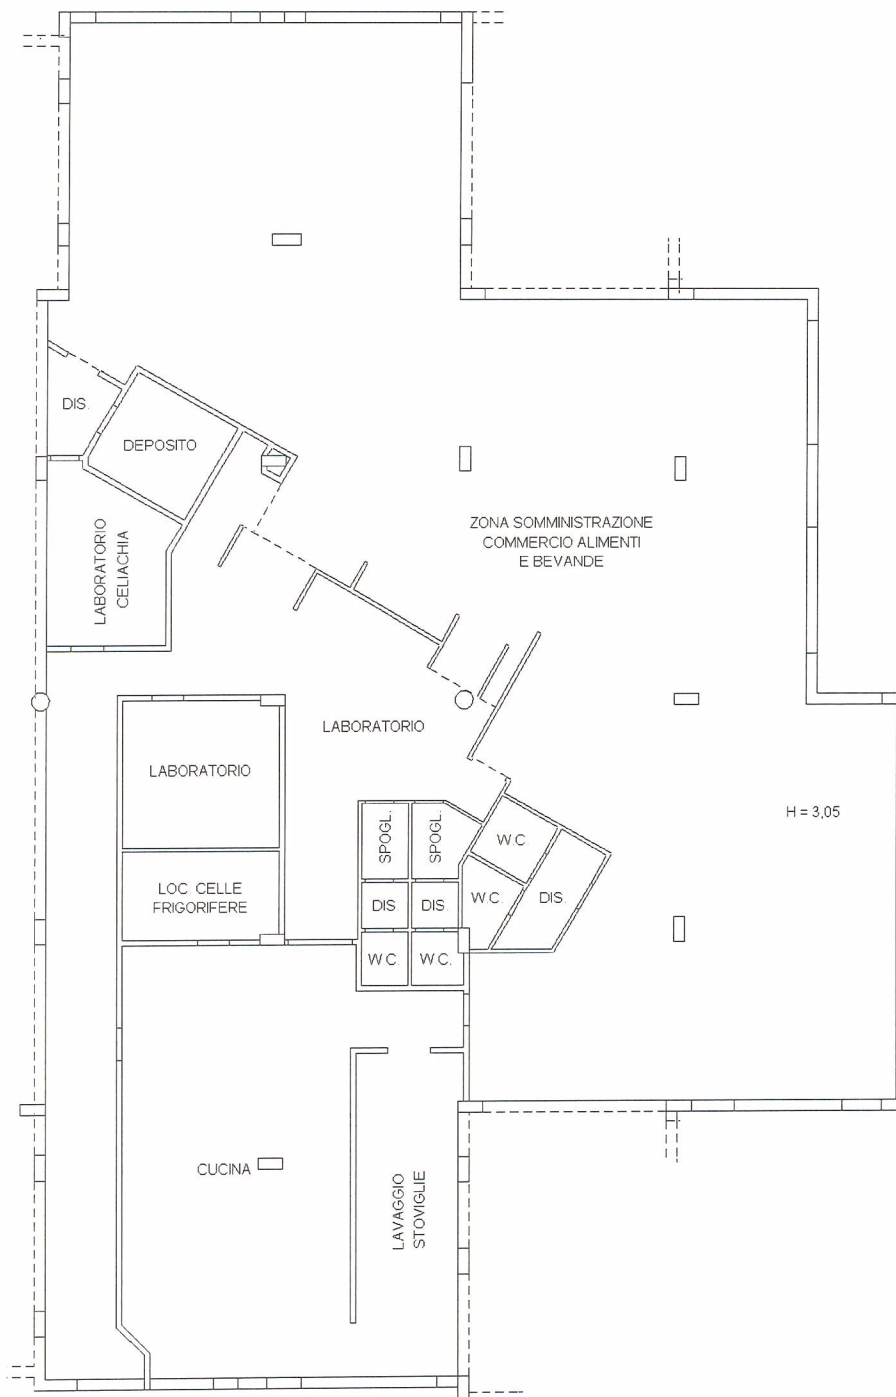 DIS.
DEPOSITO
LABORATORIO
CELIACHIA
ZONA SOMMINISTRAZIONE
COMMERCIO ALIMENTI
E BEVANDE
LABORATORIO
LABORATORIO
H = 3,05
SPOGL.
SPOGL.
W.C.
LOC. CELLE
FRIGORIFERE
W.C.
DIS.
DIS.
DIS.
W.C.
W.C.
CUCINA
LAVAGGIO
STOVIGLIE